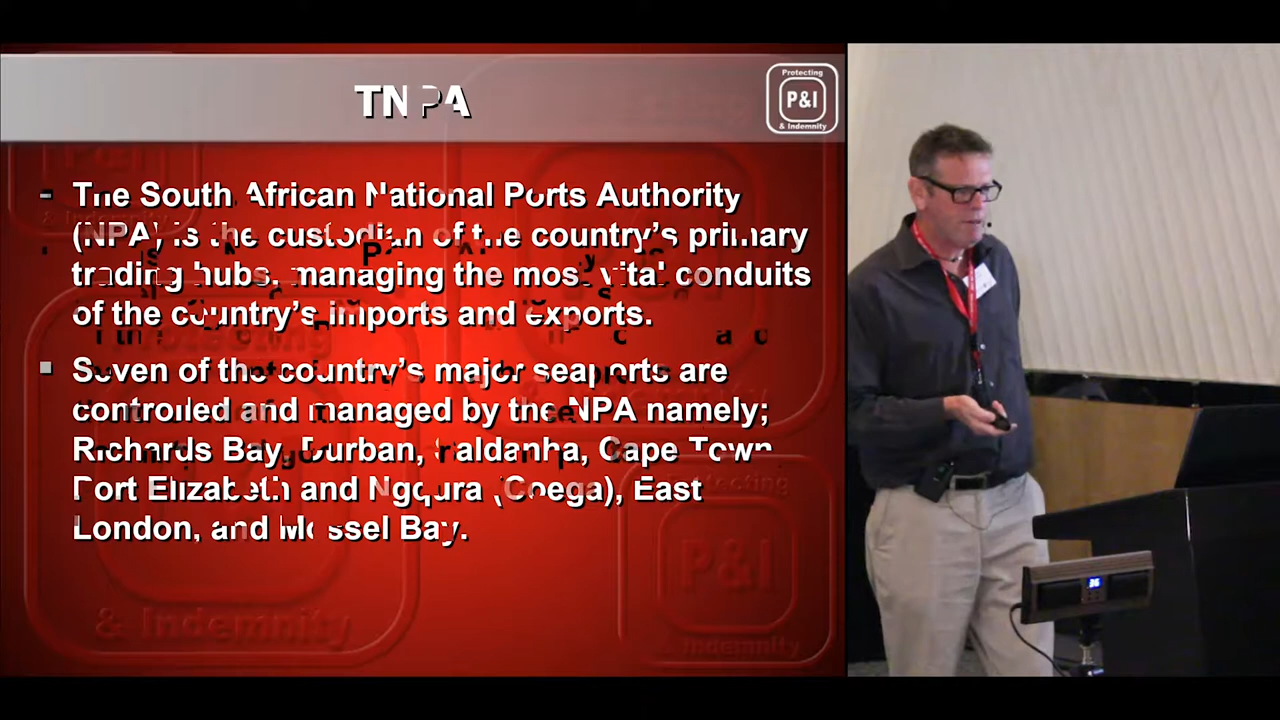 TNPA
Protecting
P&I
& Indemnity
The South African National Ports Authority
(NPA) is the custodian of the country's primary
trading hubs, managing the most vital conduits
of the country's imports and exports.
Seven of the country's major seaports are
controlled and managed by the NPA namely;
Richards Bay, Durban, Saldanha, Cape Town
Port Elizabeth and Ngqura (Coega), East
London, and Mossel Bay.
P&I
& Indemnity
P&I
Indemnity